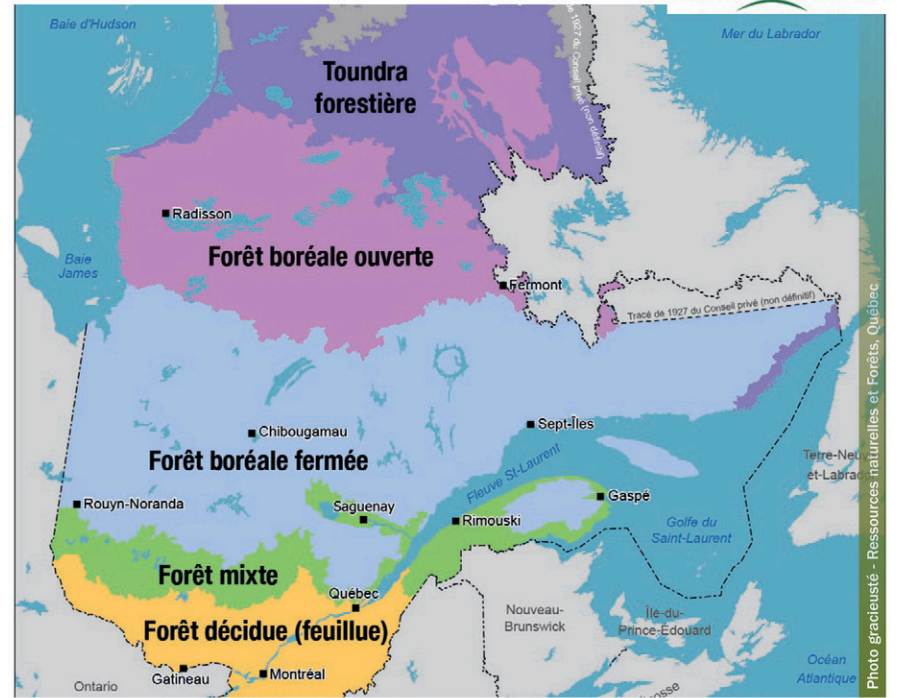 Baie d'Hudson
Mer du Labrador
Toundra
forestière
de 1927 du Conseil privé (non définitif)
Radisson
Forêt boréale ouverte
Baie
James
Fermont
Tracé de 1927 du Conseil privé (non définitif)
Chibougamau
Sept-Îles
Forêt boréale fermée
Fleuve St-Laurent
Terre-Neuve
et-Labrad
Rouyn-Noranda
Saguenay
Gaspé
Rimouski
Golfe du
Saint-Laurent
Forêt mixte
Québec
Nouveau-
Brunswick
Île-du-
Prince-Édouard
Forêt décidue (feuillue)
Gatineau
Montréal
Ontario
Océan
Atlantique
Photo gracieusté - Ressources naturelles et Forêts, Québec